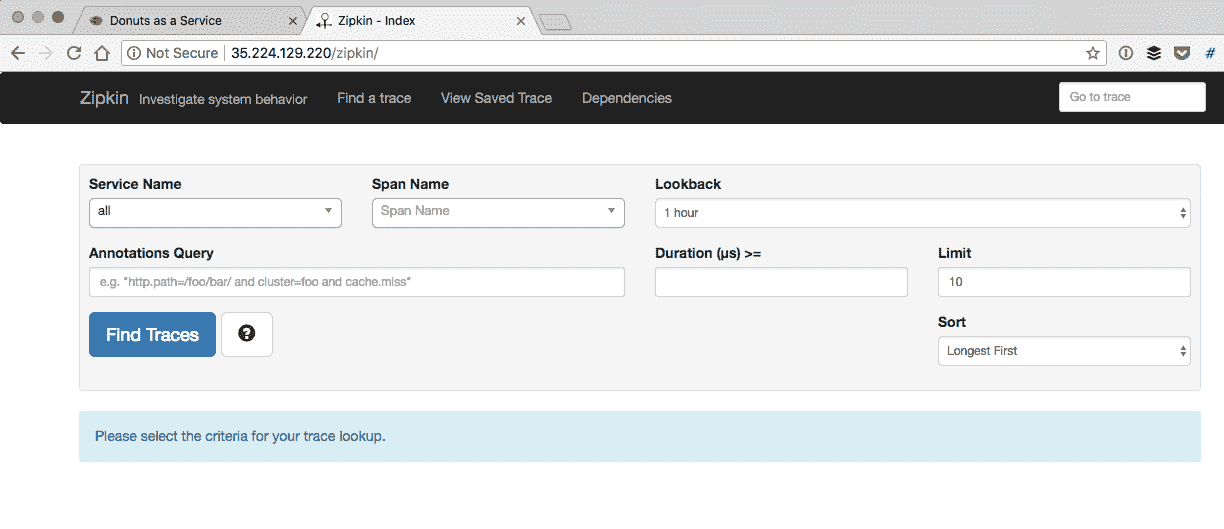 Donuts as a Service
Zipkin - Index
Not Secure 35.224.129.220/zipkin/
#
Zipkin Investigate system behavior Find a trace View Saved Trace Dependencies Go to trace
Service Name Span Name Lookback
all Span Name 1 hour
Annotations Query Duration (μs) >= Limit
e.g. "http.path=/foo/bar/ and cluster=foo and cache.miss" 10
Find Traces ? Sort
Longest First
Please select the criteria for your trace lookup.